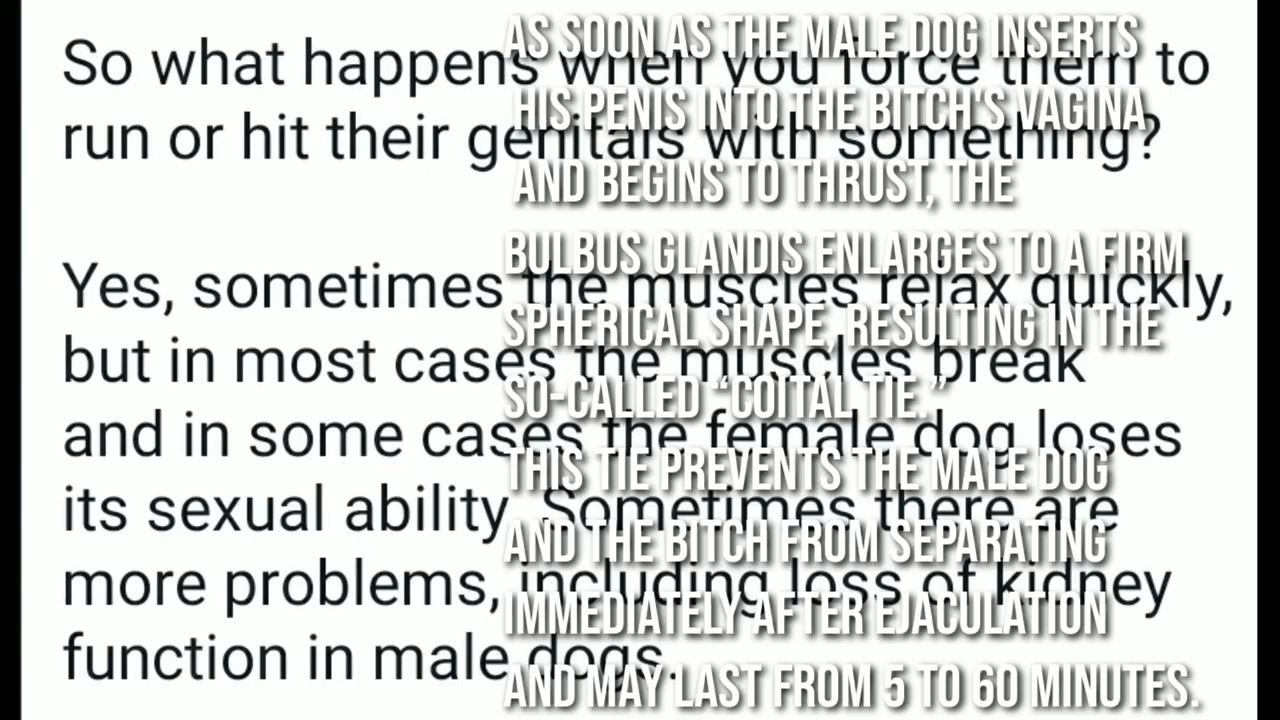 So what happens when you force them to
run or hit their genitals with something?
Yes, sometimes the muscles relax quickly,
but in most cases the muscles break
and in some cases the female dog loses
its sexual ability. Sometimes there are
more problems, including loss of kidney
function in male dogs.
AS SOON AS THE MALE DOG INSERTS
HIS PENIS INTO THE BITCH'S VAGINA
AND BEGINS TO THRUST, THE
BULBUS GLANDIS ENLARGES TO A FIRM
SPHERICAL SHAPE, RESULTING IN THE
SO-CALLED “COITAL TIE.”
THIS TIE PREVENTS THE MALE DOG
AND THE BITCH FROM SEPARATING
IMMEDIATELY AFTER EJACULATION
AND MAY LAST FROM 5 TO 60 MINUTES.